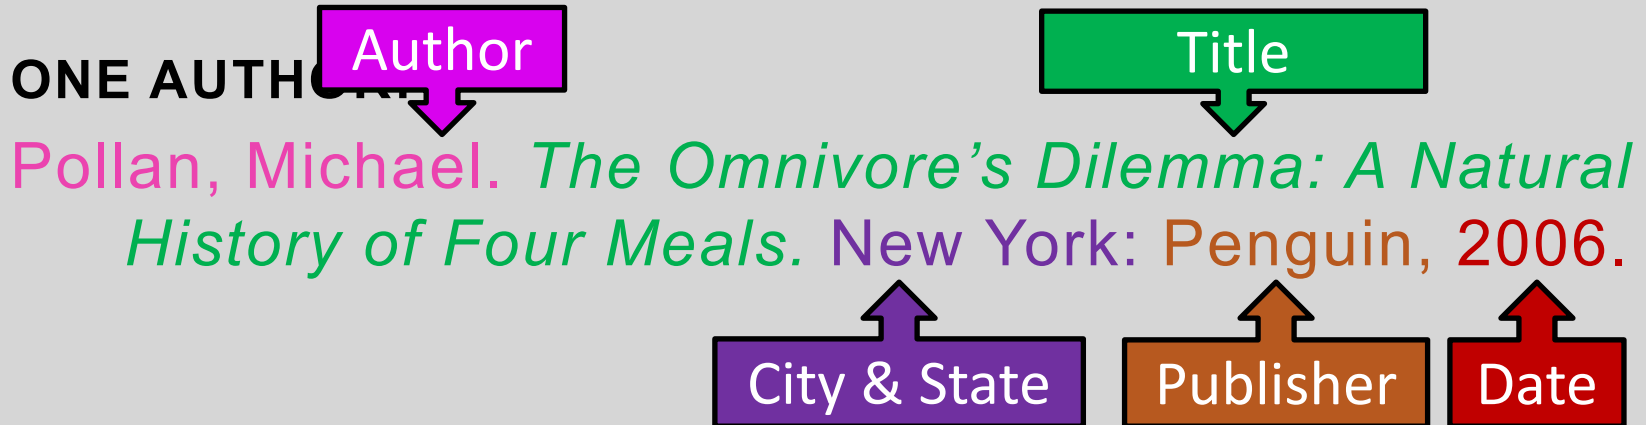 Author
Title
ONE AUTHOR:
Pollan, Michael. The Omnivore’s Dilemma: A Natural
History of Four Meals. New York: Penguin, 2006.
City & State
Publisher
Date